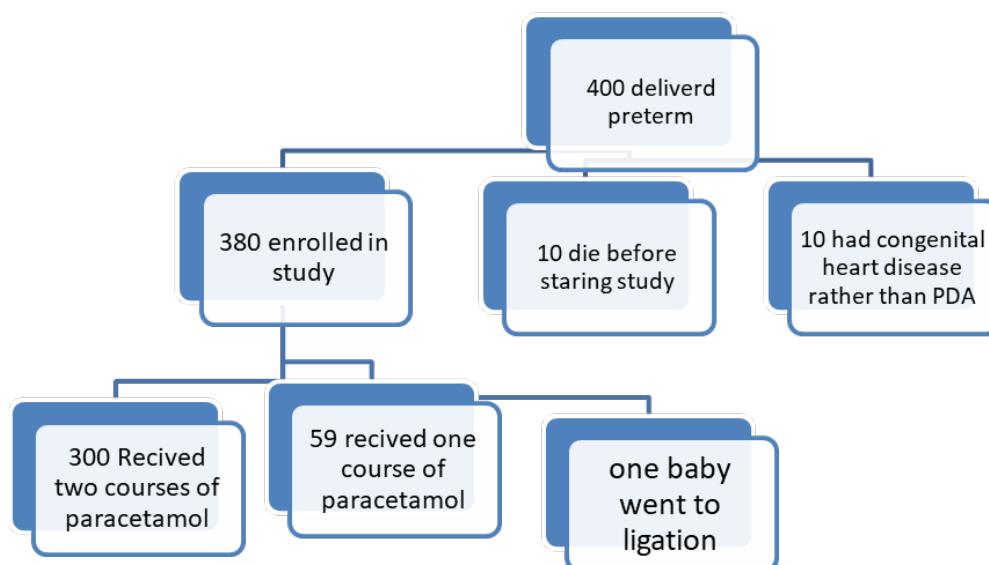 400 deliverd
preterm
380 enrolled in
study
10 die before
staring study
10 had congenital
heart disease
rather than PDA
300 Recived
two courses of
paracetamol
59 recived one
course of
paracetamol
one baby
went to
ligation